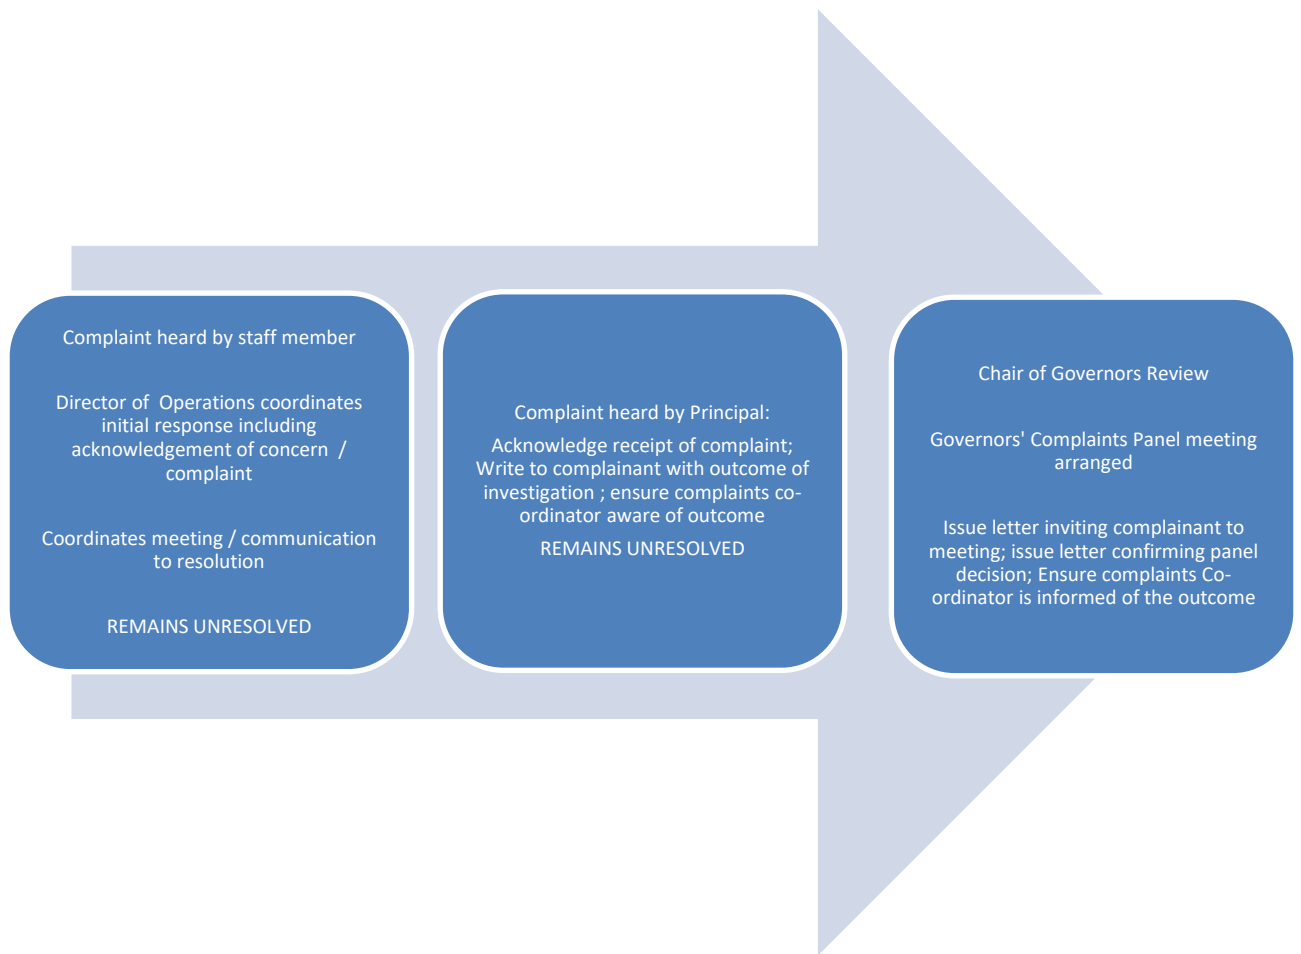 Complaint heard by staff member
Director of  Operations coordinates
initial response including
acknowledgement of concern  /
complaint
Coordinates meeting / communication
to resolution
REMAINS UNRESOLVED
Complaint heard by Principal:
Acknowledge receipt of complaint;
Write to complainant with outcome of
investigation ; ensure complaints co-
ordinator aware of outcome
REMAINS UNRESOLVED
Chair of Governors Review
Governors' Complaints Panel meeting
arranged
Issue letter inviting complainant to
meeting; issue letter confirming panel
decision; Ensure complaints Co-
ordinator is informed of the outcome